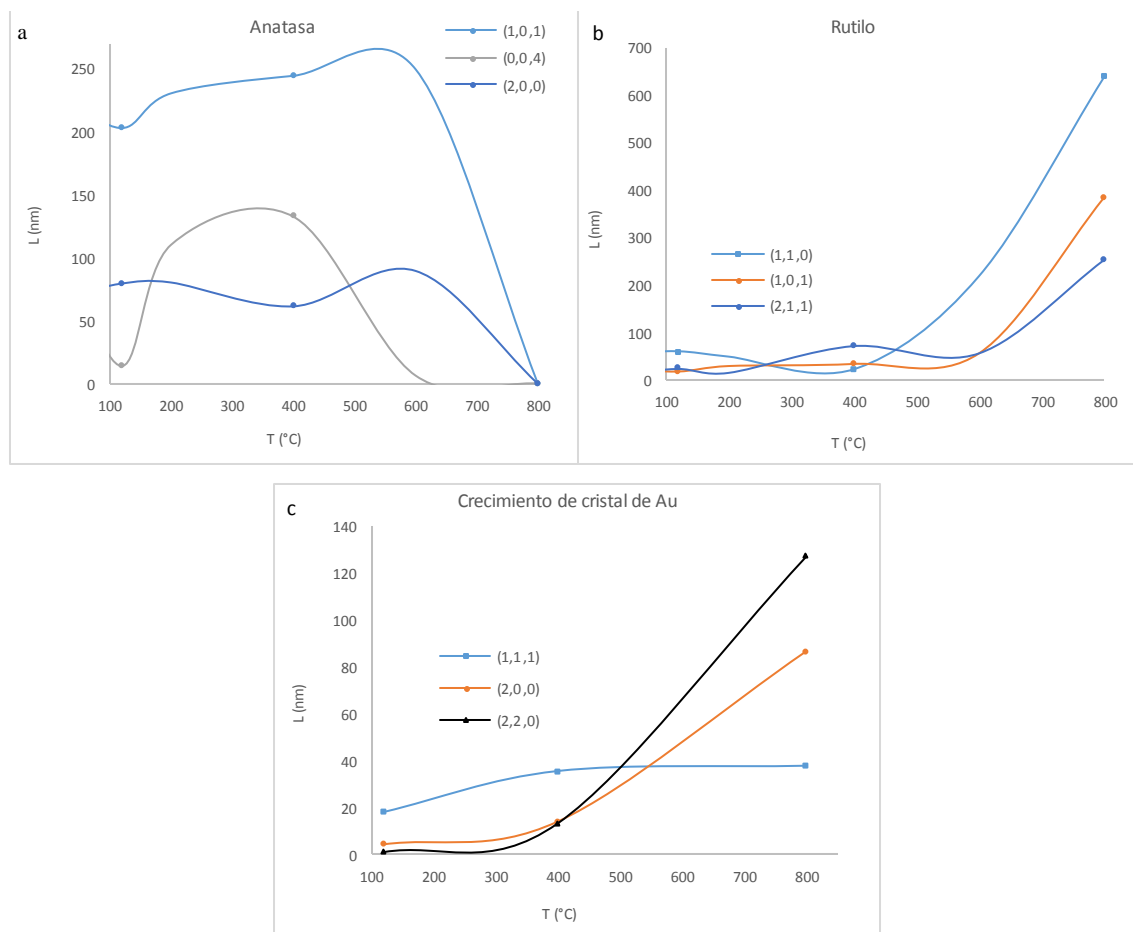 a
Anatasa
(1,0,1)
(0,0,4)
(2,0,0)
250
200
150
100
50
0
L (nm)
100 200 300 400 500 600 700 800
T (°C)
b
Rutilo
700
600
500
400
300
200
100
0
L (nm)
(1,1,0)
(1,0,1)
(2,1,1)
100 200 300 400 500 600 700 800
T (°C)
c
Crecimiento de cristal de Au
140
120
100
80
60
40
20
0
L (nm)
(1,1,1)
(2,0,0)
(2,2,0)
100 200 300 400 500 600 700 800
T (°C)